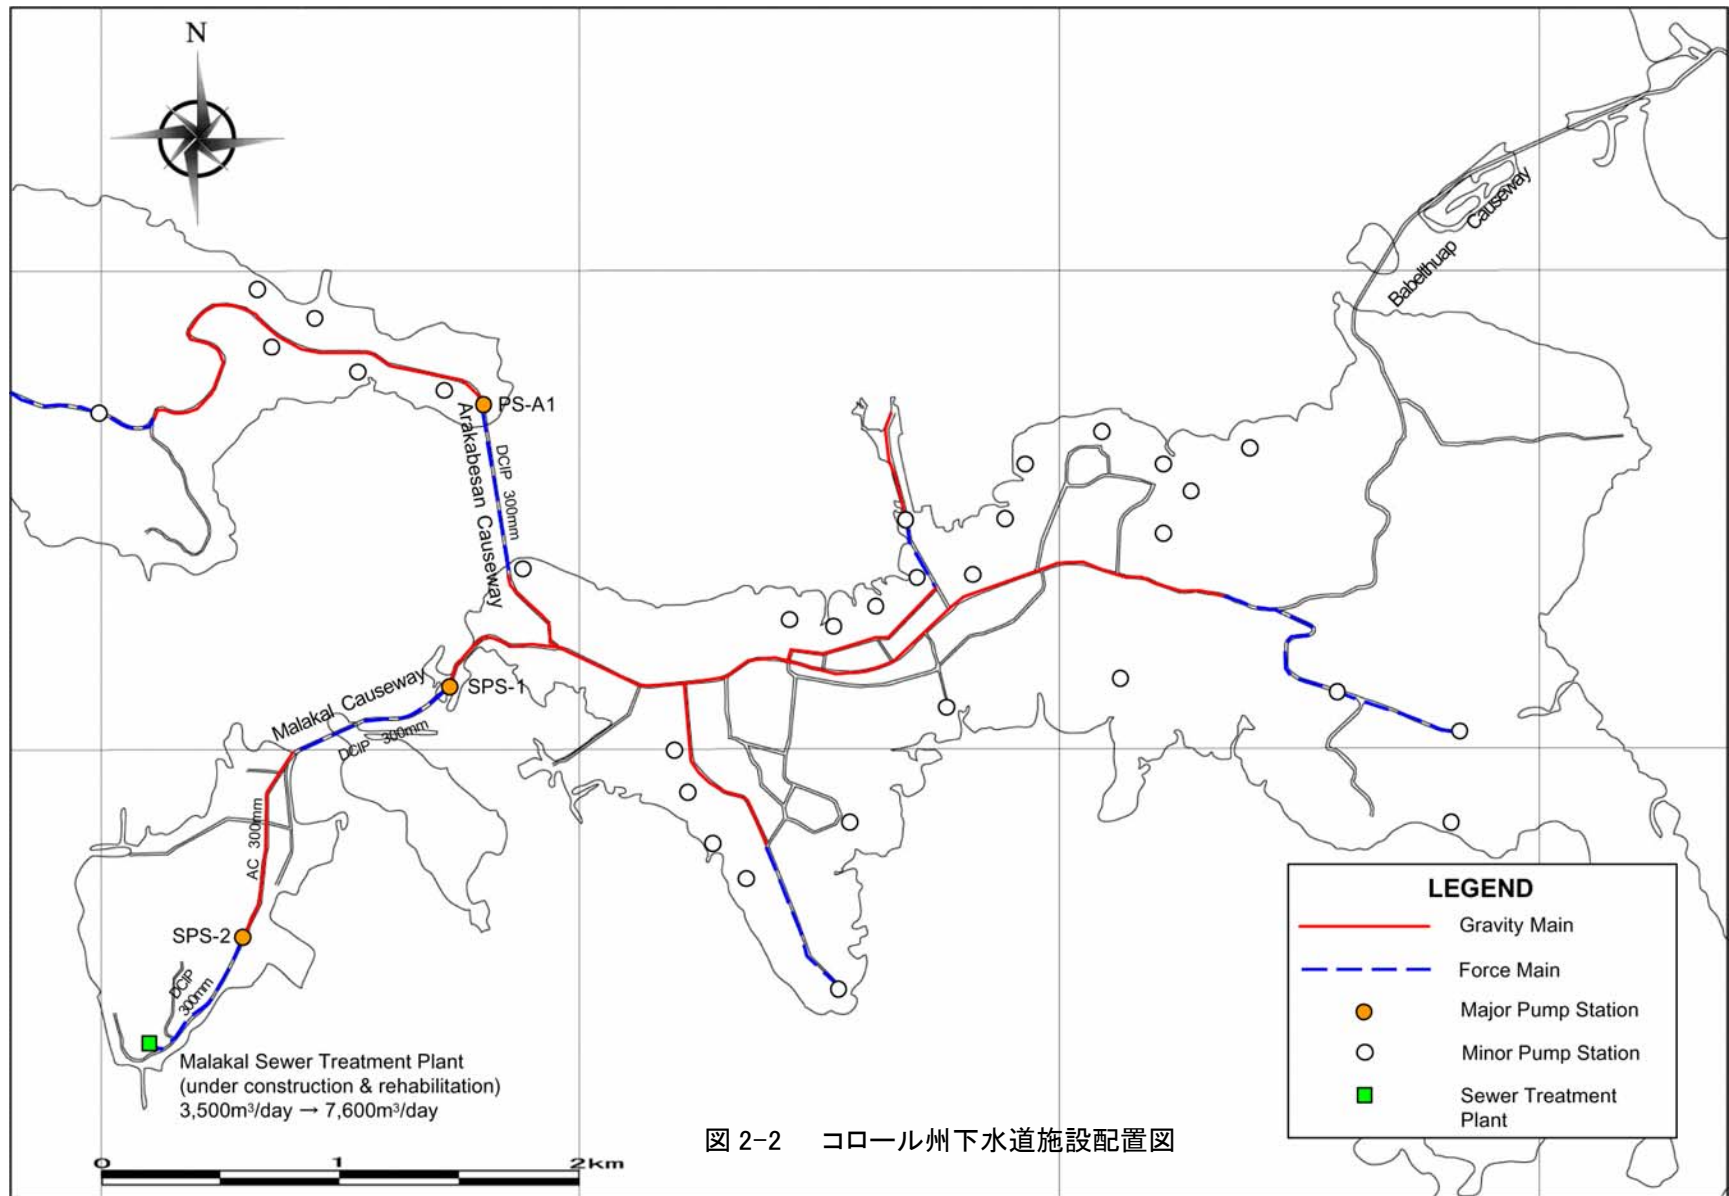 N
Babelthuap Causeway
PS-A1
Arakabesan Causeway
DCIP 300mm
SPS-1
Malakal Causeway
DCIP 300mm
AC 300mm
SPS-2
DCIP
300mm
Malakal Sewer Treatment Plant
(under construction & rehabilitation)
3,500m³/day → 7,600m³/day
LEGEND
Gravity Main
Force Main
Major Pump Station
Minor Pump Station
Sewer Treatment
Plant
図 2-2 コロール州下水道施設配置図
0 1 2km